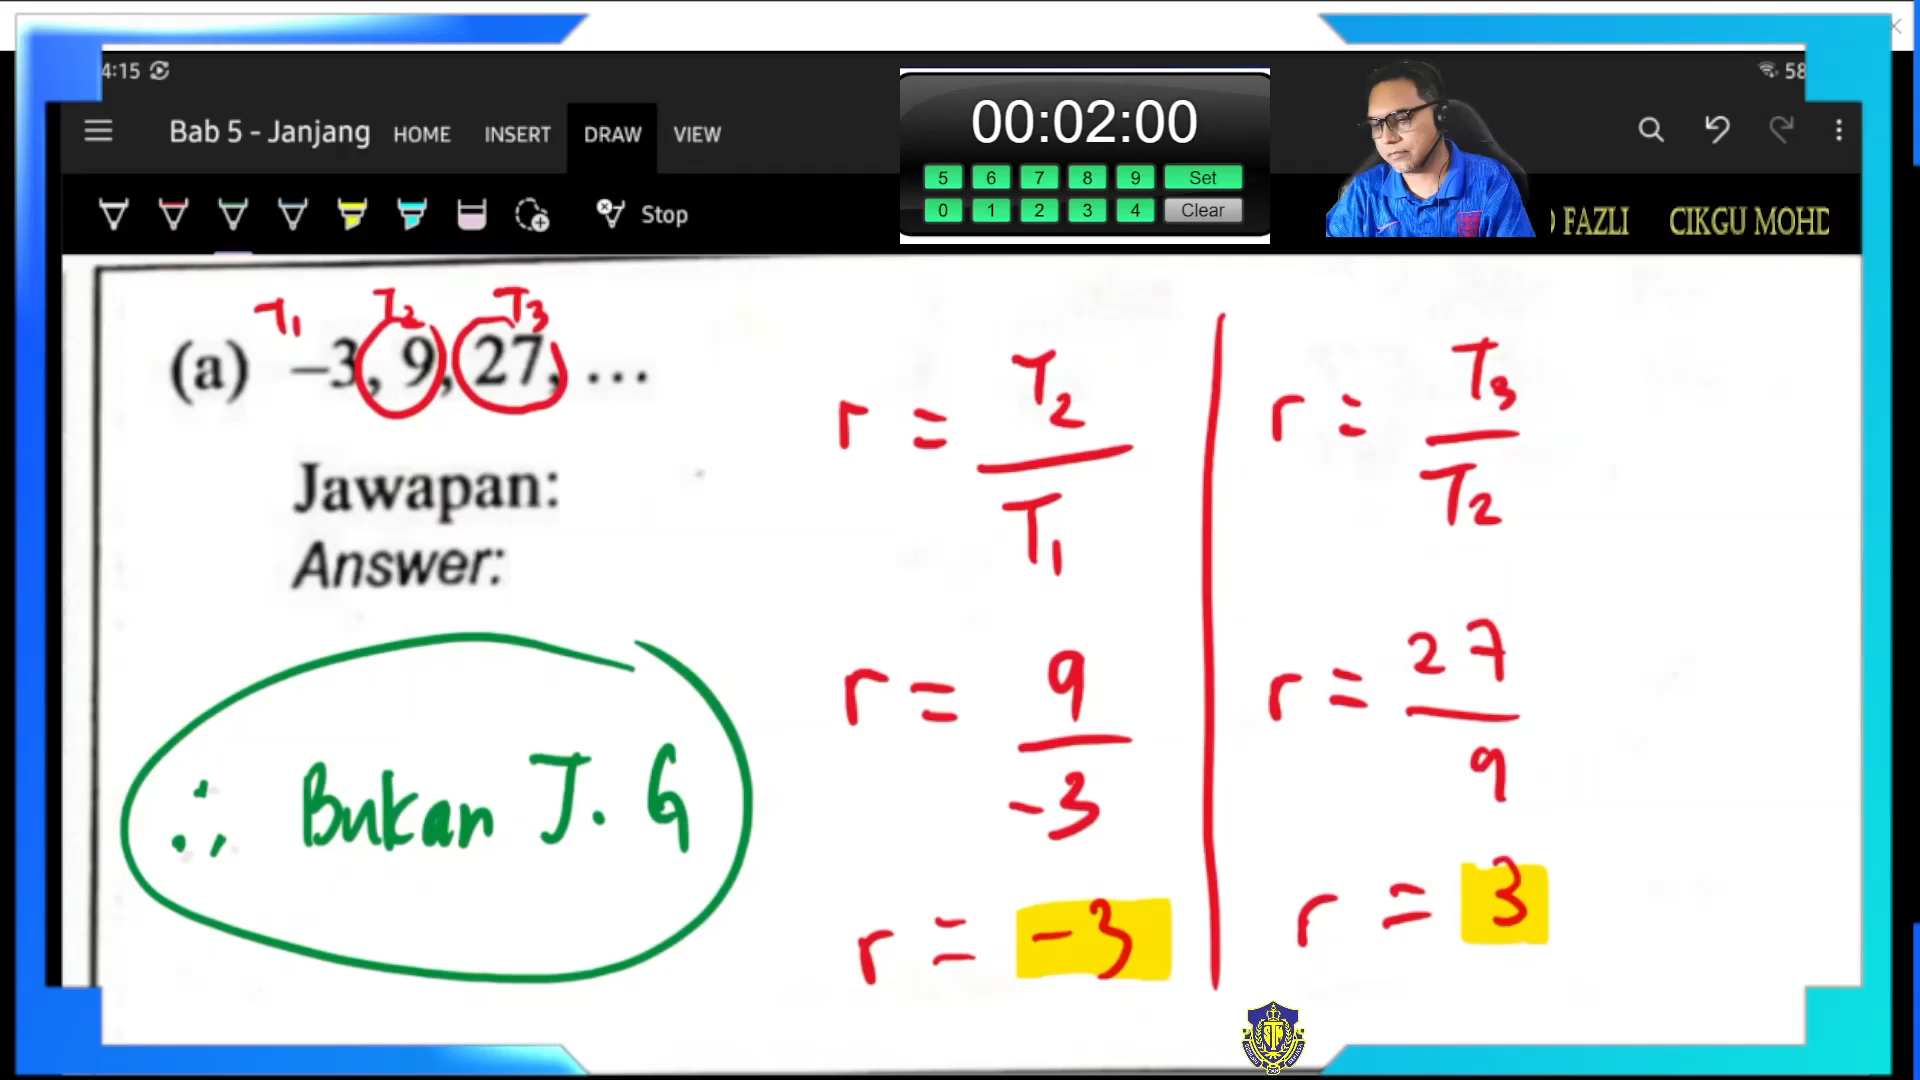 4:15 58
Bab 5 - Janjang HOME INSERT DRAW VIEW
00:02:00
5 6 7 8 9 Set
0 1 2 3 4 Clear
Stop
FAZLI CIKGU MOHD
T1 T2 T3
(a) –3, 9, 27, ...
Jawapan:
Answer:
∴ Bukan J. G
r = T2/T1
r = 9/-3
r = -3
r = T3/T2
r = 27/9
r = 3